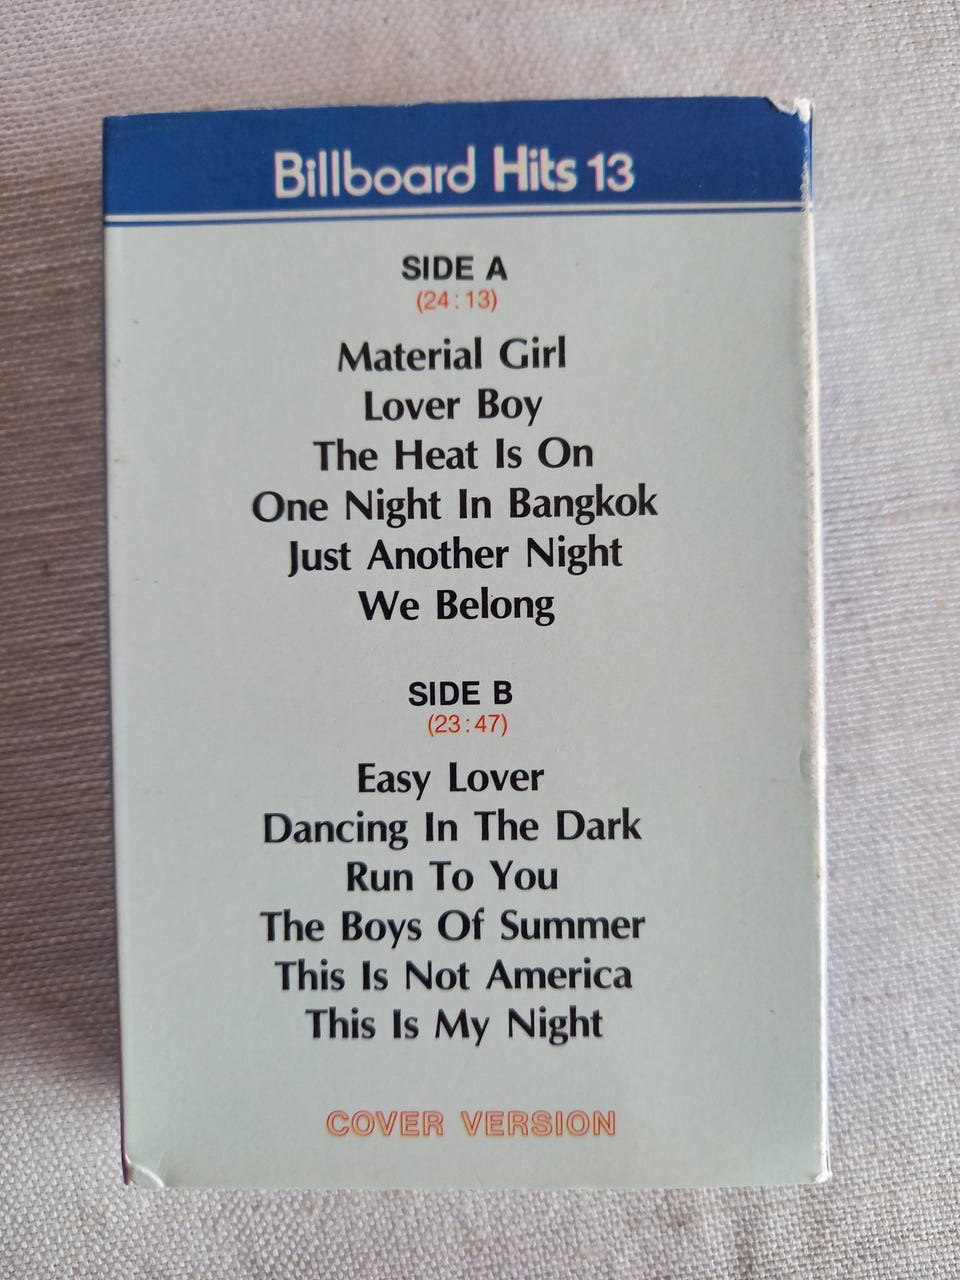 Billboard Hits 13
SIDE A
(24:13)
Material Girl
Lover Boy
The Heat Is On
One Night In Bangkok
Just Another Night
We Belong
SIDE B
(23:47)
Easy Lover
Dancing In The Dark
Run To You
The Boys Of Summer
This Is Not America
This Is My Night
COVER VERSION